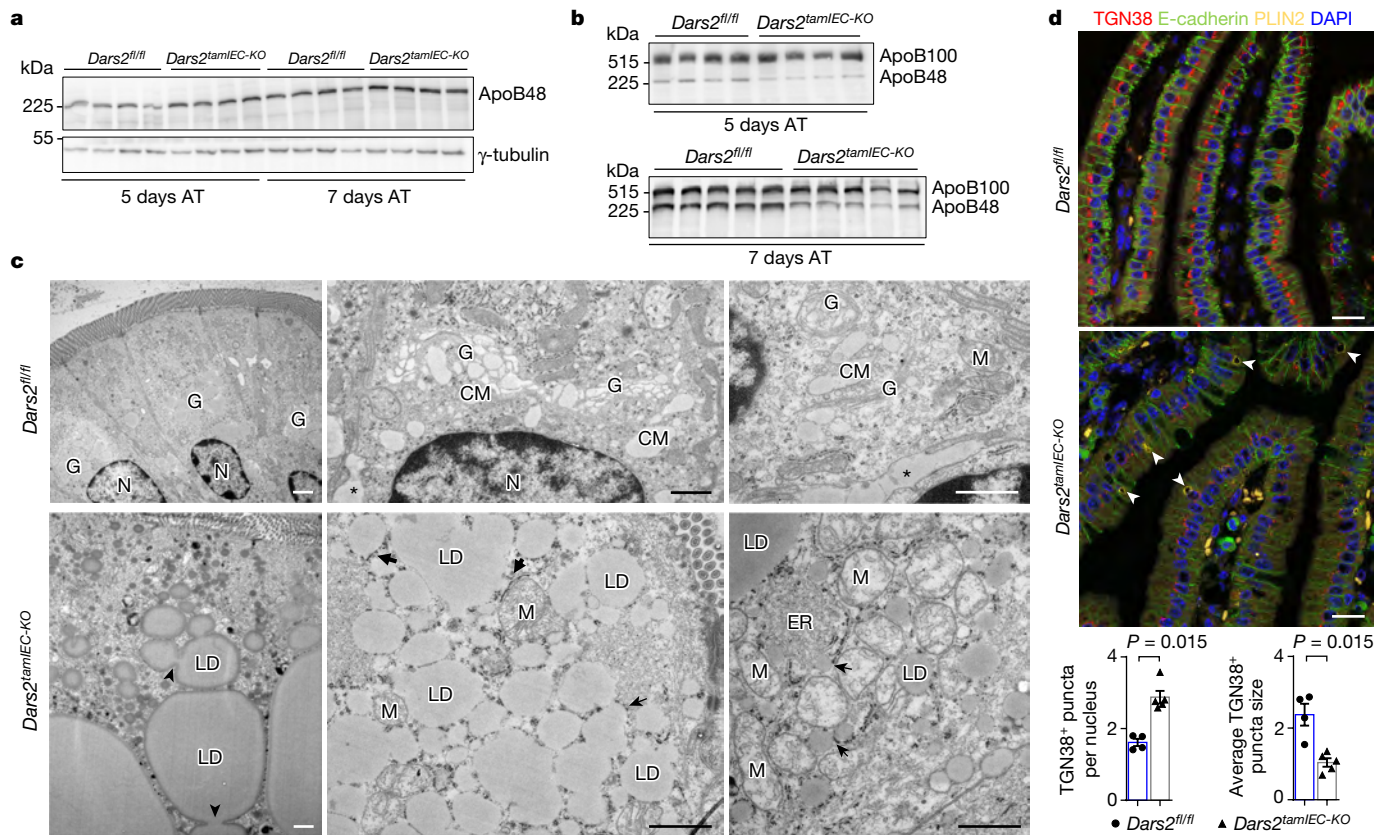 a
kDa
Dars2fl/fl Dars2tamIEC-KO Dars2fl/fl Dars2tamIEC-KO
225
ApoB48
55
γ-tubulin
5 days AT 7 days AT
b
kDa
Dars2fl/fl Dars2tamIEC-KO
515
ApoB100
225
ApoB48
5 days AT
kDa
Dars2fl/fl Dars2tamIEC-KO
515
ApoB100
225
ApoB48
7 days AT
c
Dars2fl/fl
G
G
G
N
N
G
G
CM
CM
*
N
G
M
CM
G
*
Dars2tamIEC-KO
LD
LD
LD
LD
M
LD
M
LD
LD
M
ER
M
LD
M
d
TGN38 E-cadherin PLIN2 DAPI
Dars2fl/fl
Dars2tamIEC-KO
P = 0.015
TGN38+ puncta
per nucleus
4
2
0
P = 0.015
Average TGN38+
puncta size
4
2
0
● Dars2fl/fl ▲ Dars2tamIEC-KO